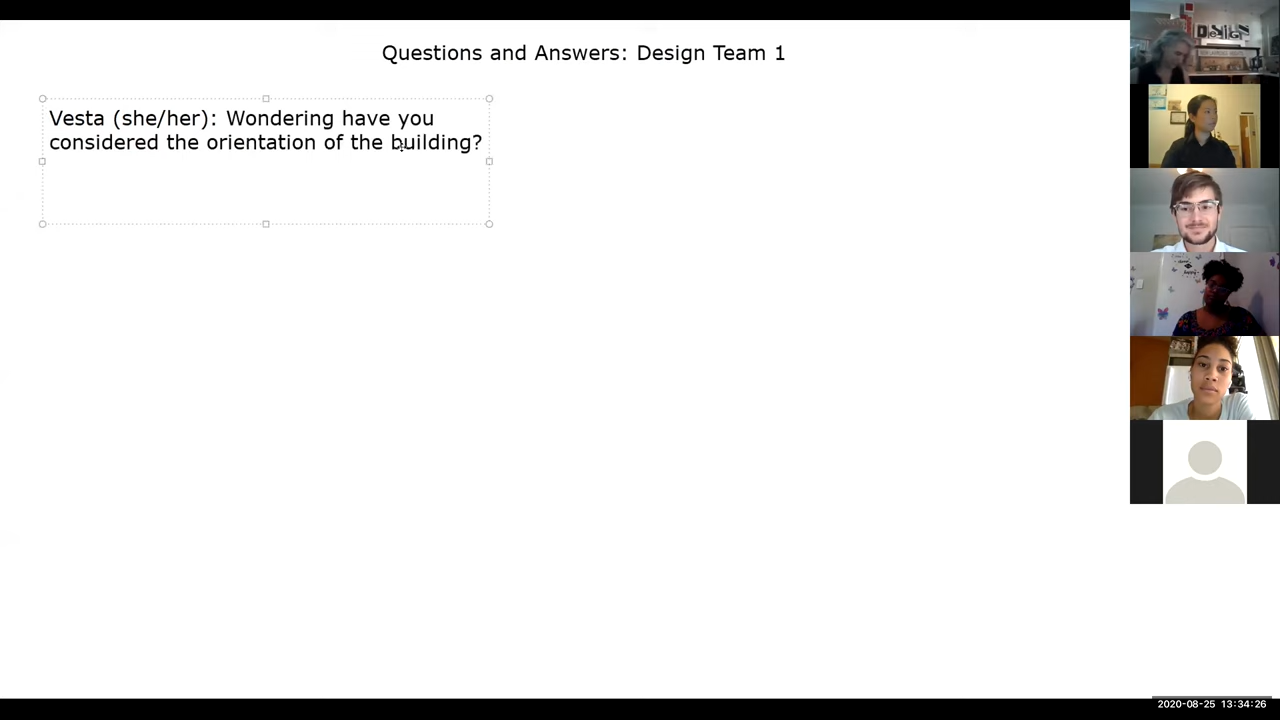 Questions and Answers: Design Team 1
Vesta (she/her): Wondering have you
considered the orientation of the building?
DESIGN
2020-08-25 13:34:26